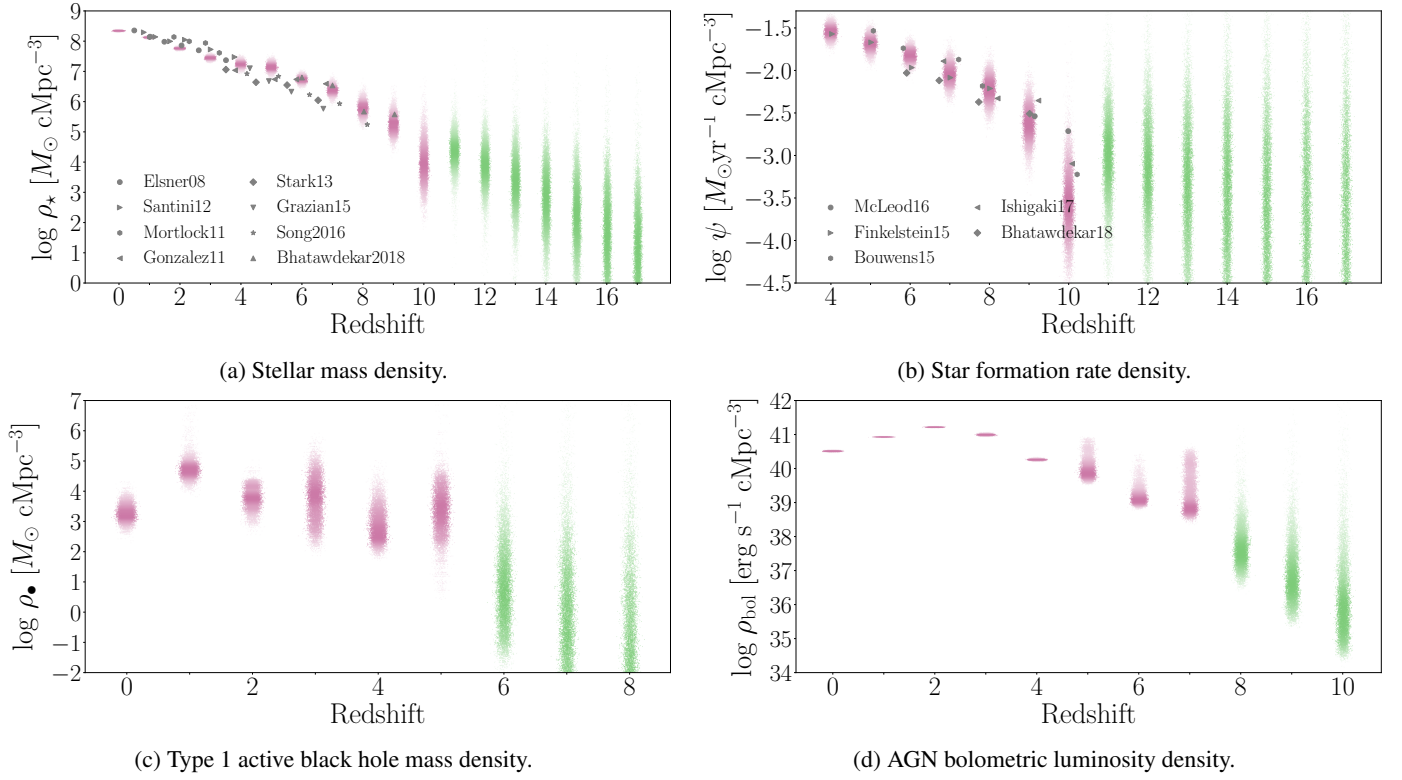 9
8
7
6
5
4
3
2
1
0
log ρ⋆ [M⊙ cMpc⁻³]
Elsner08
Santini12
Mortlock11
Gonzalez11
Stark13
Grazian15
Song2016
Bhatawdekar2018
0 2 4 6 8 10 12 14 16
Redshift
(a) Stellar mass density.
−1.5
−2.0
−2.5
−3.0
−3.5
−4.0
−4.5
log ψ [M⊙yr⁻¹ cMpc⁻³]
McLeod16
Finkelstein15
Bouwens15
Ishigaki17
Bhatawdekar18
4 6 8 10 12 14 16
Redshift
(b) Star formation rate density.
7
6
5
4
3
2
1
0
−1
−2
log ρ• [M⊙ cMpc⁻³]
0 2 4 6 8
Redshift
(c) Type 1 active black hole mass density.
42
41
40
39
38
37
36
35
34
log ρbol [erg s⁻¹ cMpc⁻³]
0 2 4 6 8 10
Redshift
(d) AGN bolometric luminosity density.